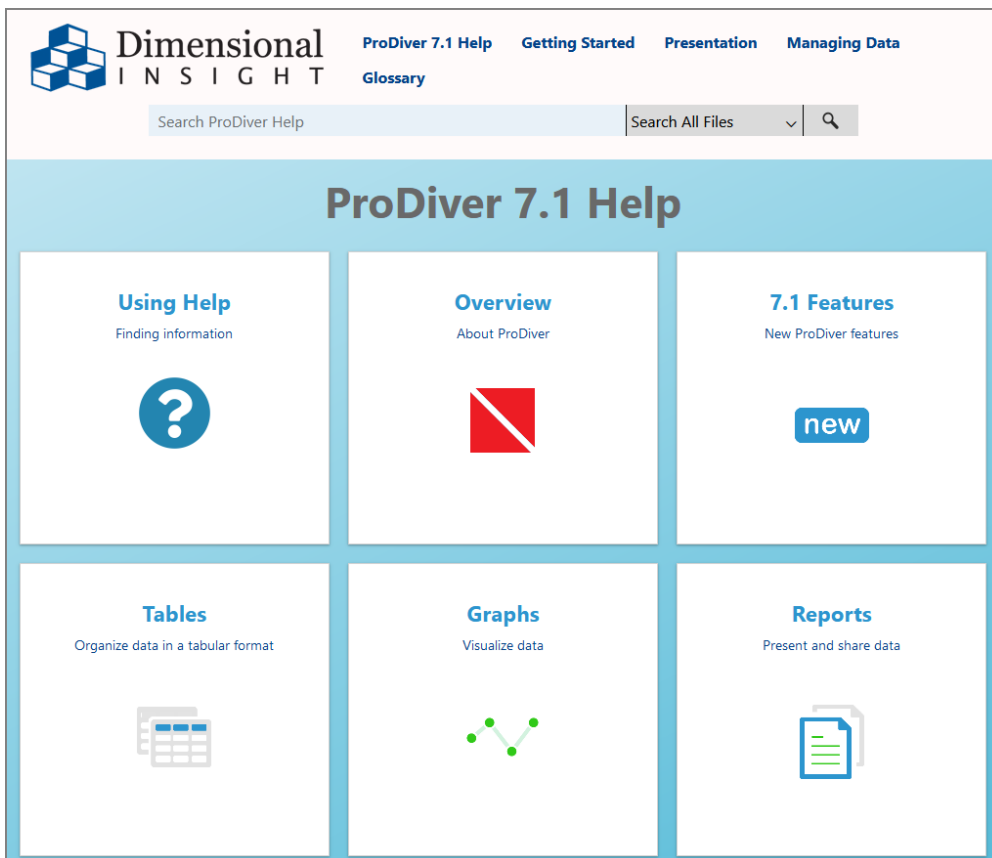 Dimensional
INSIGHT
ProDiver 7.1 Help Getting Started Presentation Managing Data
Glossary
Search ProDiver Help Search All Files
ProDiver 7.1 Help
Using Help
Finding information
Overview
About ProDiver
7.1 Features
New ProDiver features
new
Tables
Organize data in a tabular format
Graphs
Visualize data
Reports
Present and share data